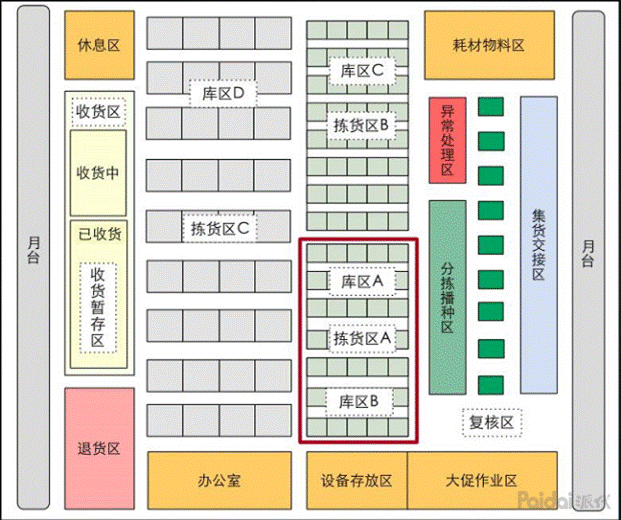 休息区
库区C
耗材物料区
库区D
收货区
拣货区B
异常处理区
收货中
月台
已收货
拣货区C
集货交接区
月台
收货暂存区
库区A
分拣播种区
拣货区A
库区B
复核区
退货区
办公室
设备存放区
大促作业区
Paidai派代